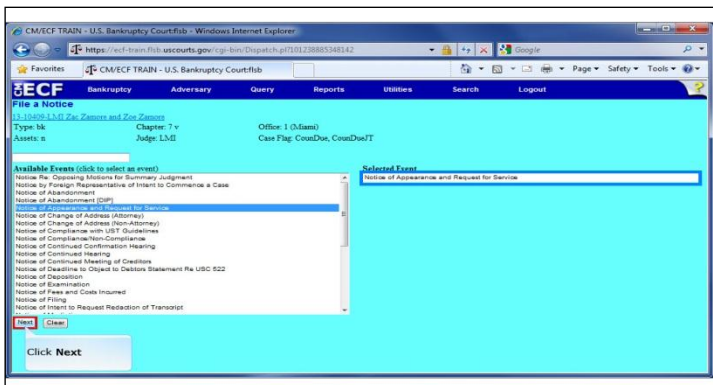 CM/ECF TRAIN - U.S. Bankruptcy Court:flsb - Windows Internet Explorer
https://ecf-train.flsb.uscourts.gov/cgi-bin/Dispatch.pl?101238885348142
Google
Favorites CM/ECF TRAIN - U.S. Bankruptcy Court:flsb Page Safety Tools
ECF Bankruptcy Adversary Query Reports Utilities Search Logout ?
File a Notice
13-10409-LMI Zac Zamora and Zoe Zamora
Type: bk Chapter: 7 v Office: 1 (Miami)
Assets: n Judge: LMI Case Flag: CounDue, CounDueJT
Available Events (click to select an event) Selected Event
Notice Re: Opposing Motions for Summary Judgment Notice of Appearance and Request for Service
Notice by Foreign Representative of Intent to Commence a Case
Notice of Abandonment
Notice of Abandonment [DIP]
Notice of Appearance and Request for Service
Notice of Change of Address (Attorney)
Notice of Change of Address (Non-Attorney)
Notice of Compliance with UST Guidelines
Notice of Compliance/Non-Compliance
Notice of Continued Confirmation Hearing
Notice of Continued Hearing
Notice of Continued Meeting of Creditors
Notice of Deadline to Object to Debtors Statement Re USC 522
Notice of Deposition
Notice of Examination
Notice of Fees and Costs Incurred
Notice of Filing
Notice of Intent to Request Redaction of Transcript
Next Clear
Click Next